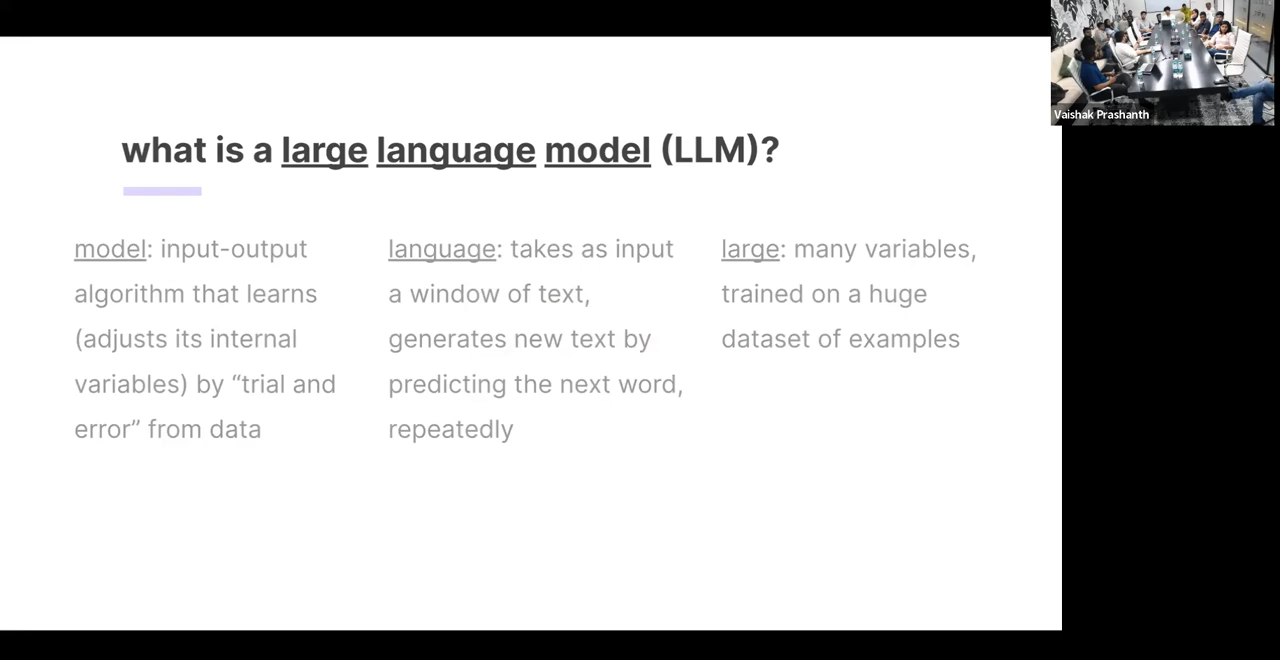 what is a large language model (LLM)?
model: input-output
algorithm that learns
(adjusts its internal
variables) by “trial and
error” from data
language: takes as input
a window of text,
generates new text by
predicting the next word,
repeatedly
large: many variables,
trained on a huge
dataset of examples
Vaishak Prashanth